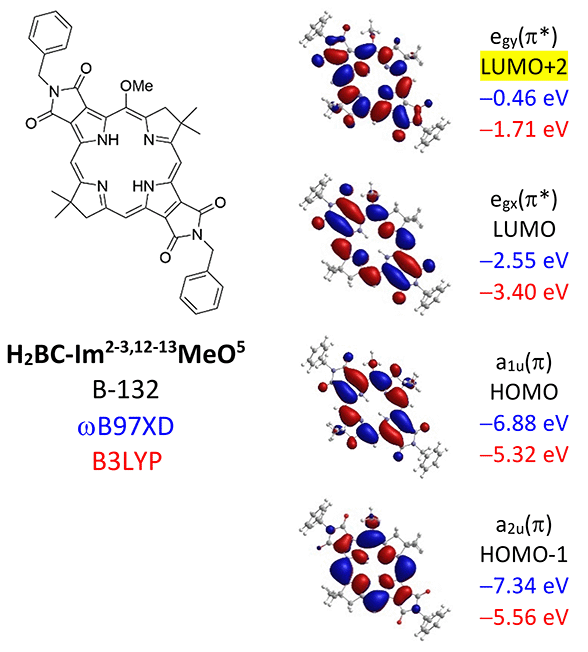 O
N
O
OMe
NH
N
N
HN
O
N
O
H₂BC-Im²⁻³,¹²⁻¹³MeO⁵
B-132
ωB97XD
B3LYP
e_gy(π*)
LUMO+2
−0.46 eV
−1.71 eV
e_gx(π*)
LUMO
−2.55 eV
−3.40 eV
a₁ᵤ(π)
HOMO
−6.88 eV
−5.32 eV
a₂ᵤ(π)
HOMO-1
−7.34 eV
−5.56 eV